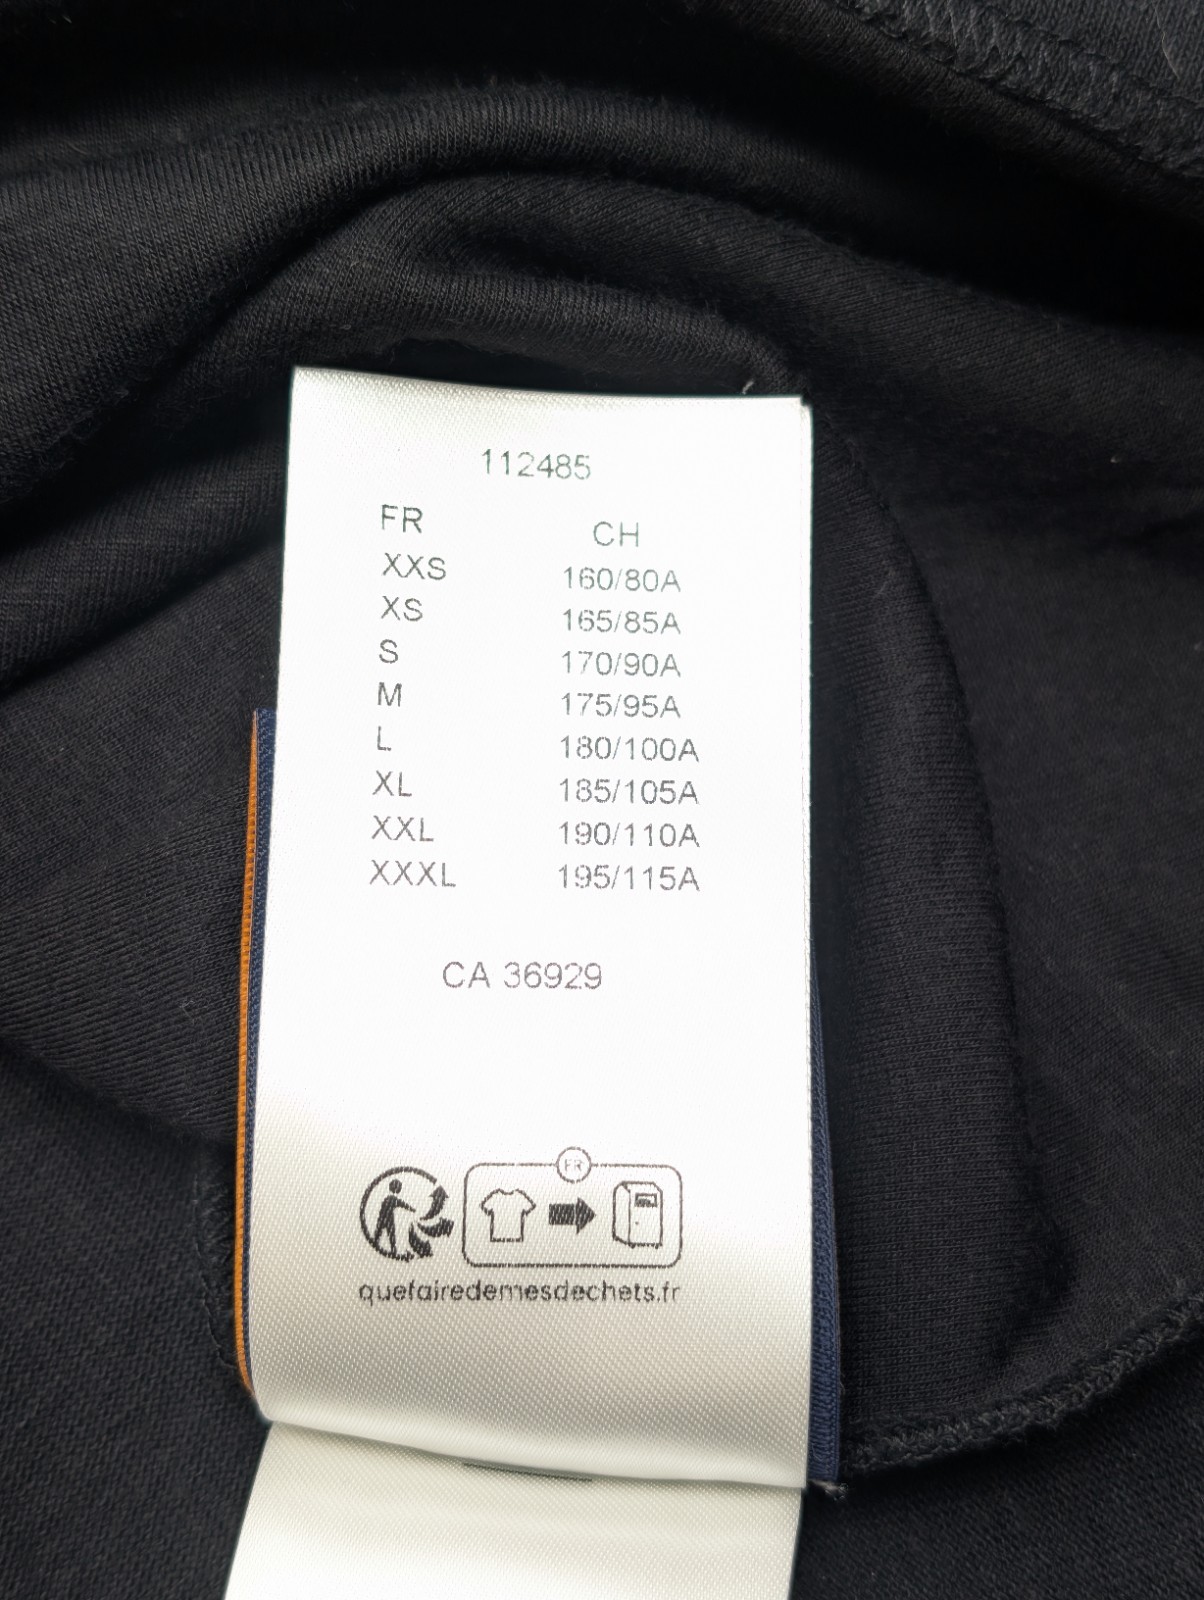 112485
FR CH
XXS 160/80A
XS 165/85A
S 170/90A
M 175/95A
L 180/100A
XL 185/105A
XXL 190/110A
XXXL 195/115A
CA 36929
FR
quefairedemesdechets.fr